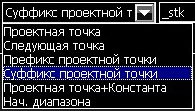 Суффикс проектной т _stk
Проектная точка
Следующая точка
Префикс проектной точки
Суффикс проектной точки
Проектная точка+Константа
Нач. диапазона